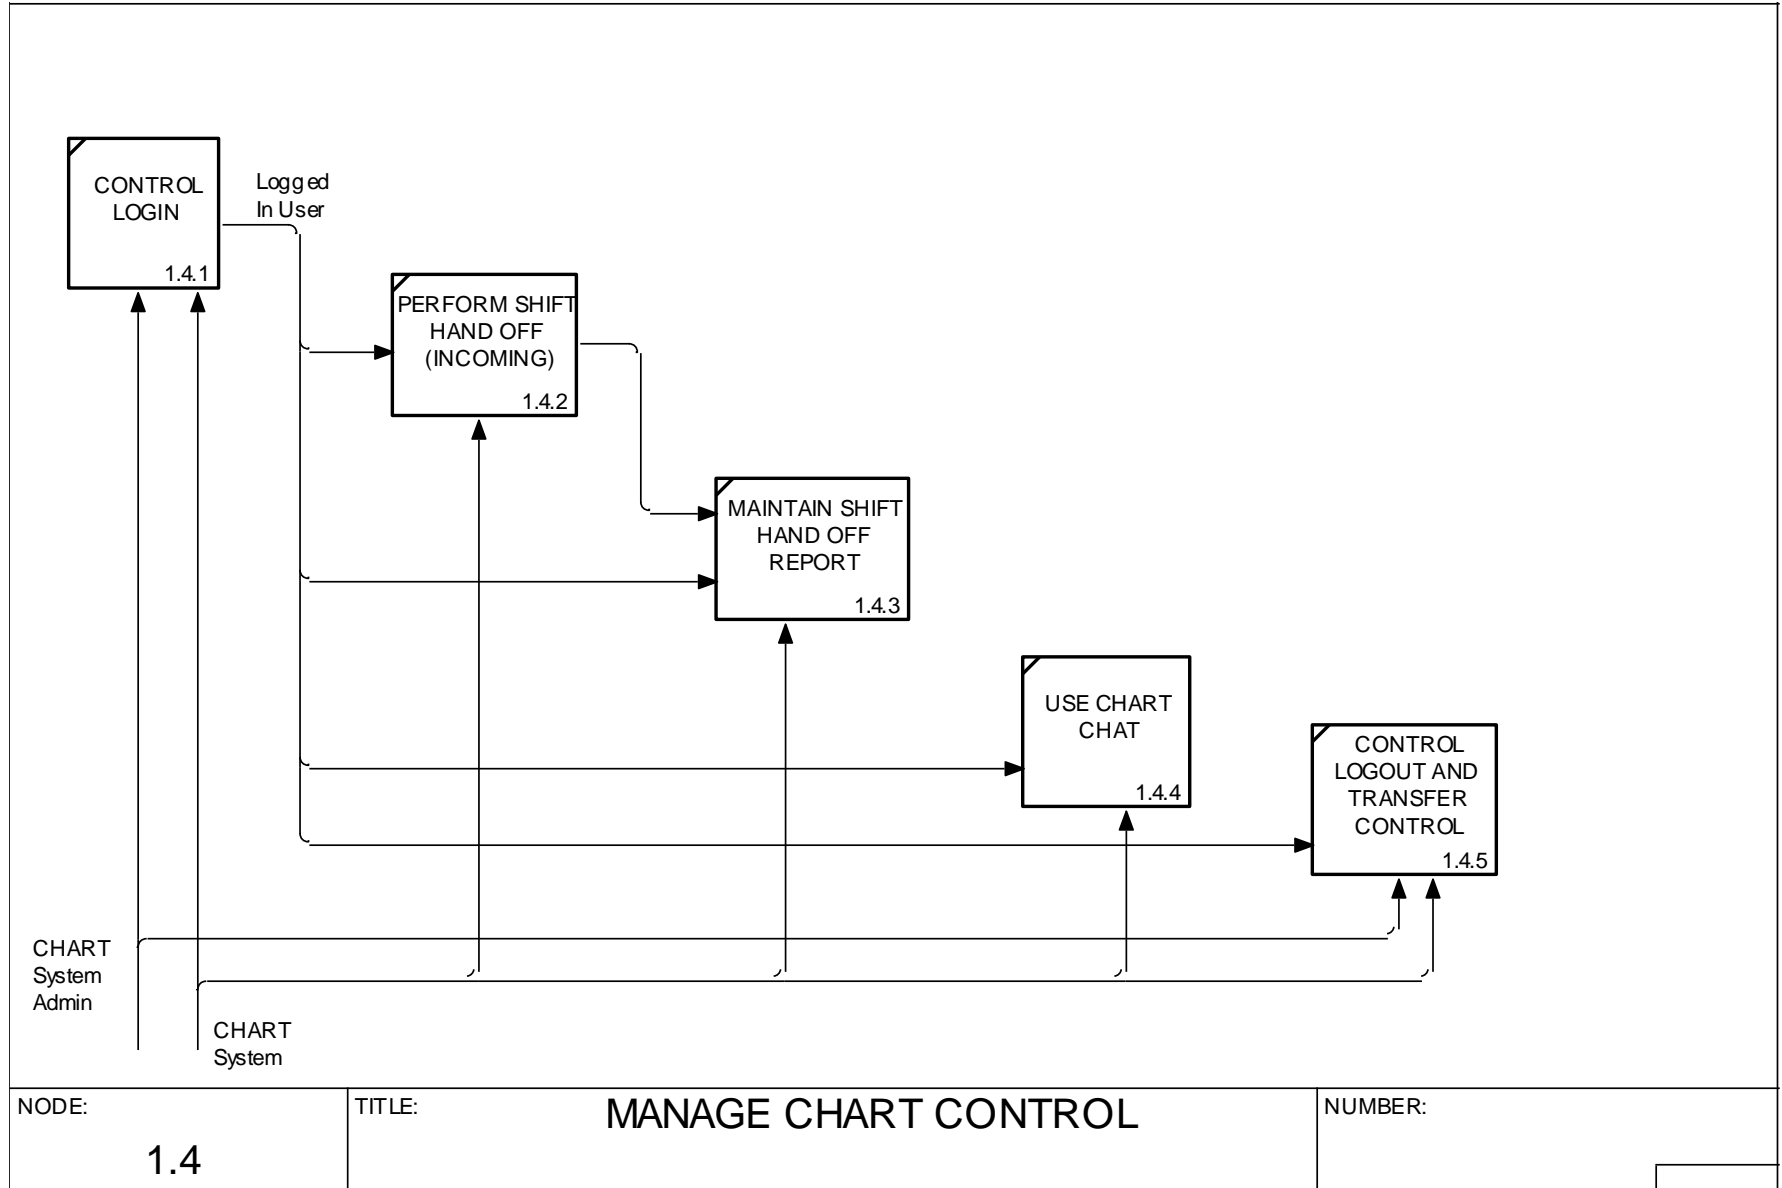 CONTROL
LOGIN
1.4.1
Logged
In User
PERFORM SHIFT
HAND OFF
(INCOMING)
1.4.2
MAINTAIN SHIFT
HAND OFF
REPORT
1.4.3
USE CHART
CHAT
1.4.4
CONTROL
LOGOUT AND
TRANSFER
CONTROL
1.4.5
CHART
System
Admin
CHART
System
NODE:
1.4
TITLE:
MANAGE CHART CONTROL
NUMBER: